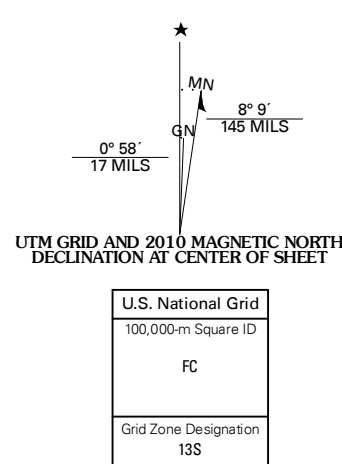 ★
MN
GN
8° 9´
145 MILS
0° 58´
17 MILS
UTM GRID AND 2010 MAGNETIC NORTH
DECLINATION AT CENTER OF SHEET
U.S. National Grid
100,000-m Square ID
FC
Grid Zone Designation
13S